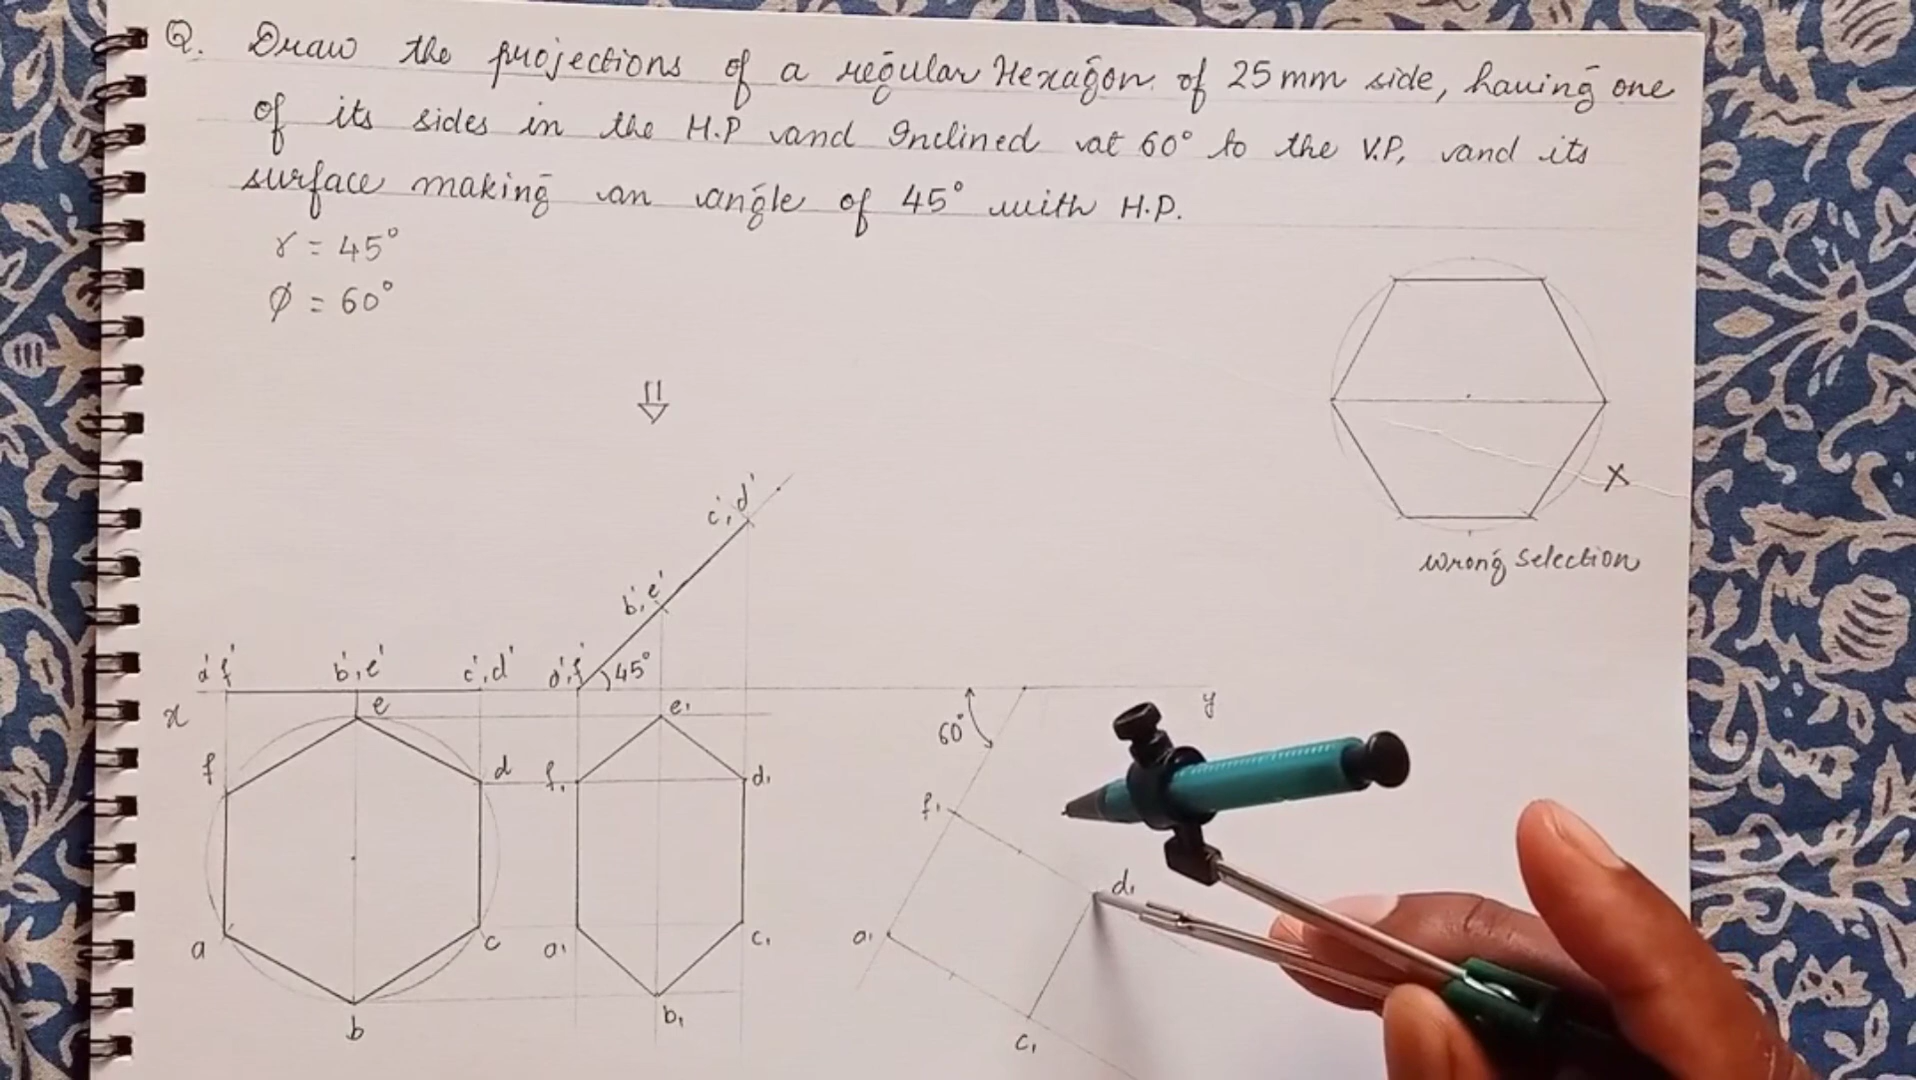 Q. Draw the projections of a regular Hexagon of 25 mm side, having one
of its sides in the H.P and Inclined at 60° to the V.P, and its
surface making an angle of 45° with H.P.
γ = 45°
φ = 60°
wrong selection
c', d'
b', e'
a' f'
b', e'
c', d'
a', f'
45°
x
y
60°
e
f
d
a
c
b
e₁
f₁
d₁
a₁
c₁
b₁
f₁
d₁
a₁
c₁